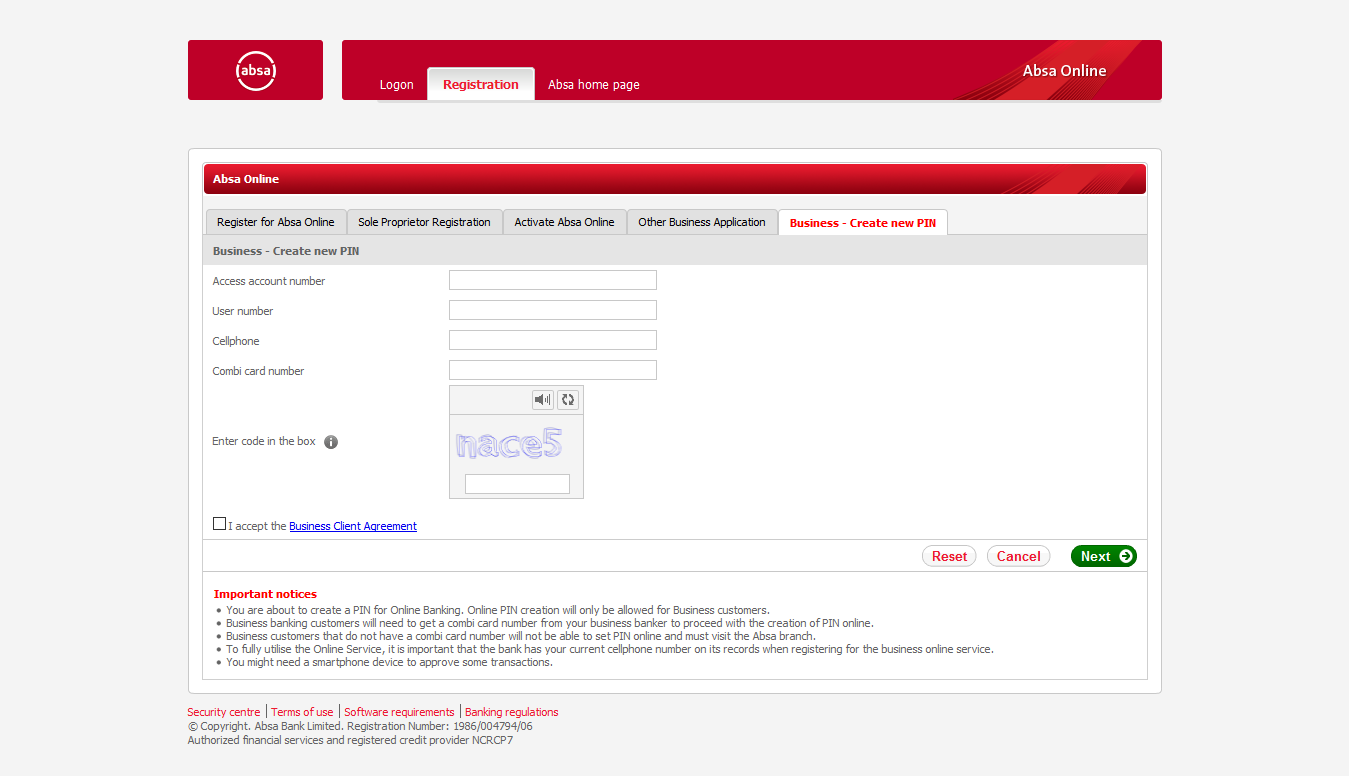 absa
Logon
Registration
Absa home page
Absa Online
Absa Online
Register for Absa Online
Sole Proprietor Registration
Activate Absa Online
Other Business Application
Business - Create new PIN
Business - Create new PIN
Access account number
User number
Cellphone
Combi card number
Enter code in the box
nace5
I accept the Business Client Agreement
Reset
Cancel
Next
Important notices
You are about to create a PIN for Online Banking. Online PIN creation will only be allowed for Business customers.
Business banking customers will need to get a combi card number from your business banker to proceed with the creation of PIN online.
Business customers that do not have a combi card number will not be able to set PIN online and must visit the Absa branch.
To fully utilise the Online Service, it is important that the bank has your current cellphone number on its records when registering for the business online service.
You might need a smartphone device to approve some transactions.
Security centre | Terms of use | Software requirements | Banking regulations
© Copyright. Absa Bank Limited. Registration Number: 1986/004794/06
Authorized financial services and registered credit provider NCRCP7